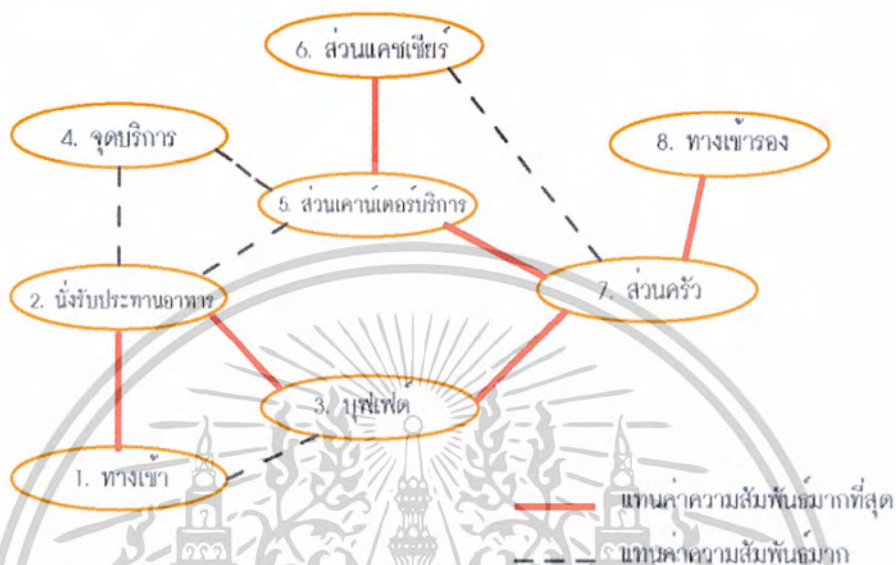 6. ส่วนแคชเชียร์
4. จุดบริการ
8. ทางเข้ารอง
5. ส่วนเคาน์เตอร์บริการ
2. นั่งรับประทานอาหาร
7. ส่วนครัว
3. บุฟเฟ่ต์
1. ทางเข้า
แทนค่าความสัมพันธ์มากที่สุด
แทนค่าความสัมพันธ์มาก